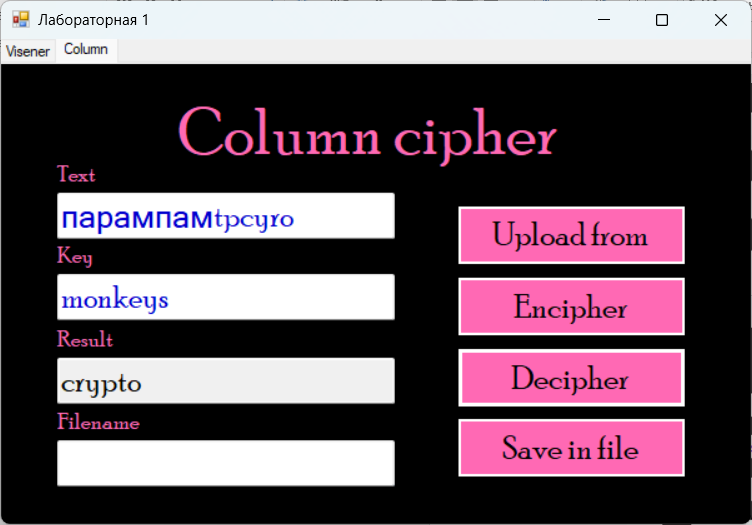 Лабораторная 1
Visener Column
Column cipher
Text
парампамtpcyro
Key
monkeys
Result
crypto
Filename
Upload from
Encipher
Decipher
Save in file